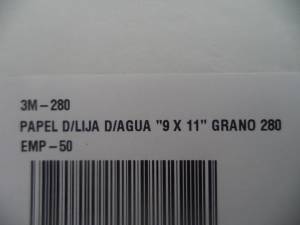 3M-280
PAPEL D/LIJA D/AGUA "9 X 11" GRANO 280
EMP-50